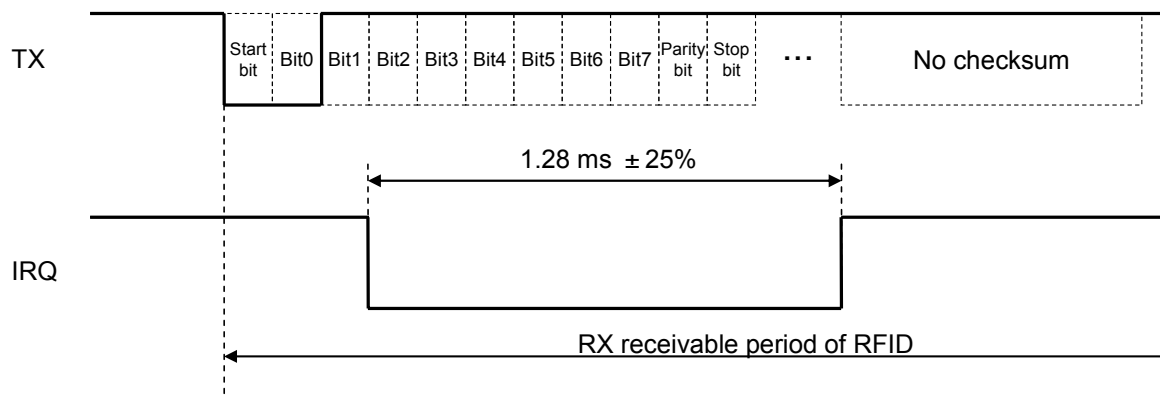 TX
Start
bit
Bit0
Bit1
Bit2
Bit3
Bit4
Bit5
Bit6
Bit7
Parity
bit
Stop
bit
...
No checksum
1.28 ms ±25%
IRQ
RX receivable period of RFID